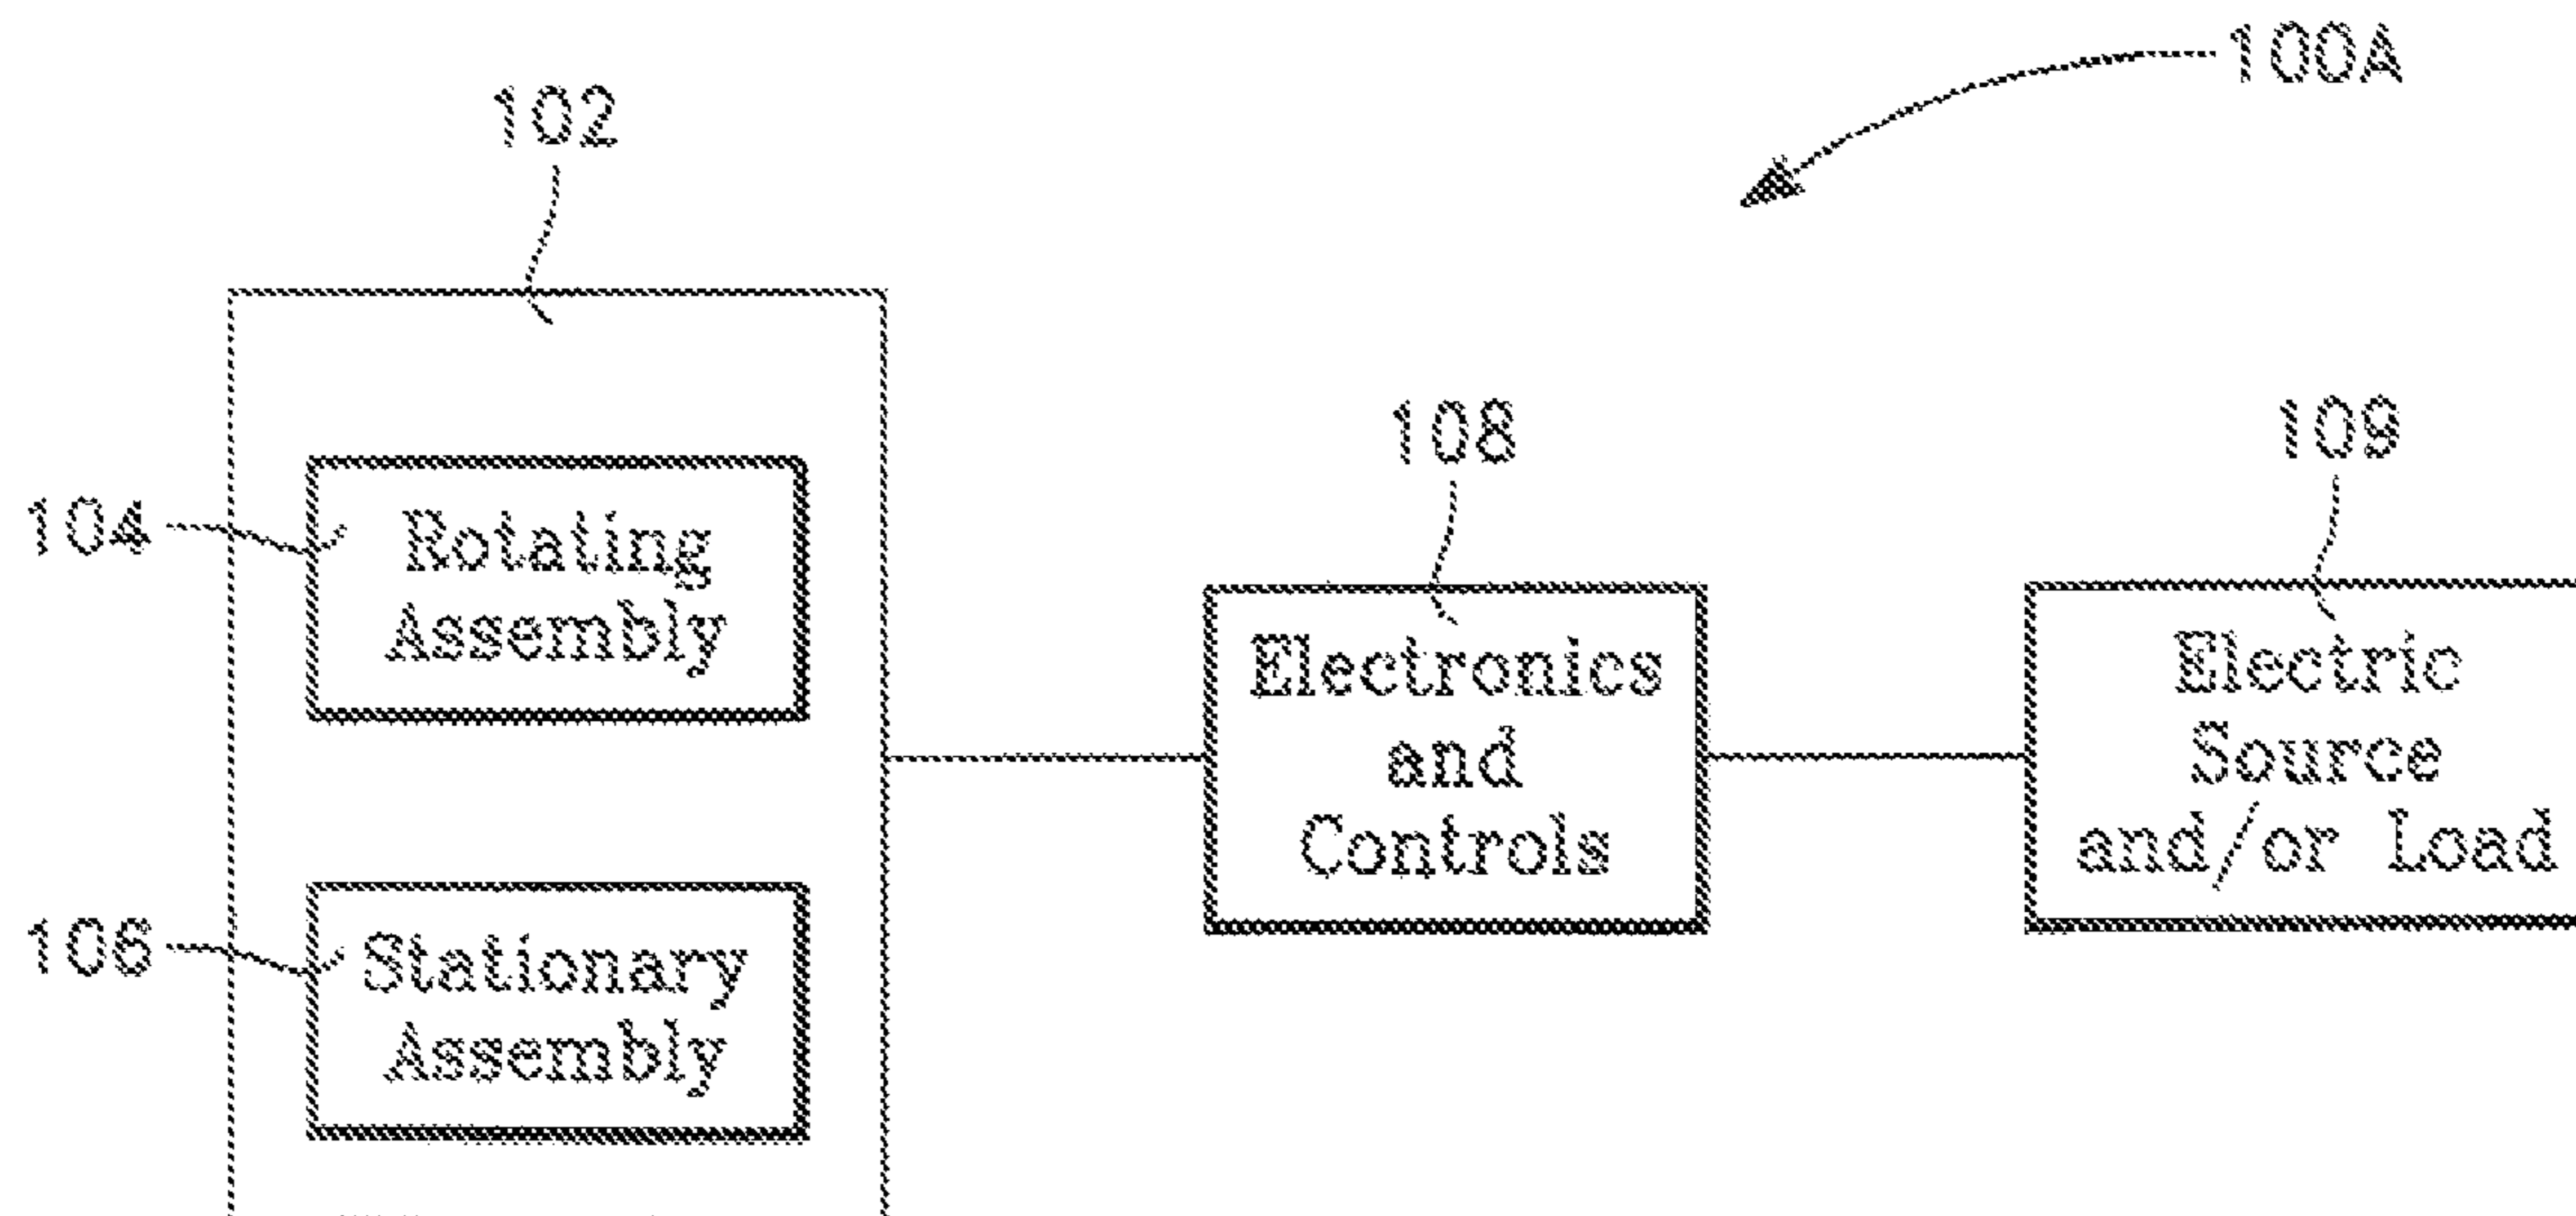 100A
102
104
Rotating
Assembly
106
Stationary
Assembly
108
Electronics
and
Controls
109
Electric
Source
and/or Load